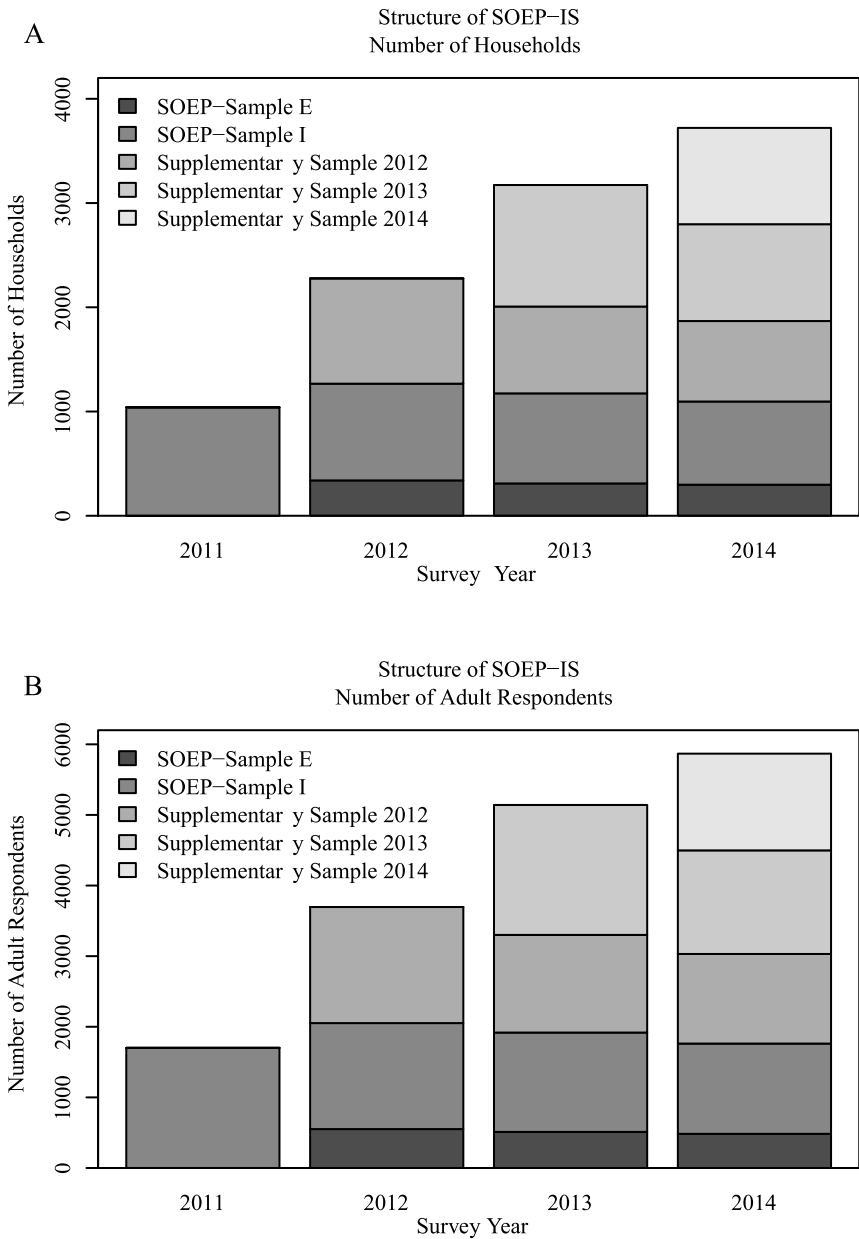 A
Structure of SOEP−IS
Number of Households
4000
3000
2000
1000
0
Number of Households
SOEP−Sample E
SOEP−Sample I
Supplementar y Sample 2012
Supplementar y Sample 2013
Supplementar y Sample 2014
2011 2012 2013 2014
Survey Year
B
Structure of SOEP−IS
Number of Adult Respondents
6000
5000
4000
3000
2000
1000
0
Number of Adult Respondents
SOEP−Sample E
SOEP−Sample I
Supplementar y Sample 2012
Supplementar y Sample 2013
Supplementar y Sample 2014
2011 2012 2013 2014
Survey Year